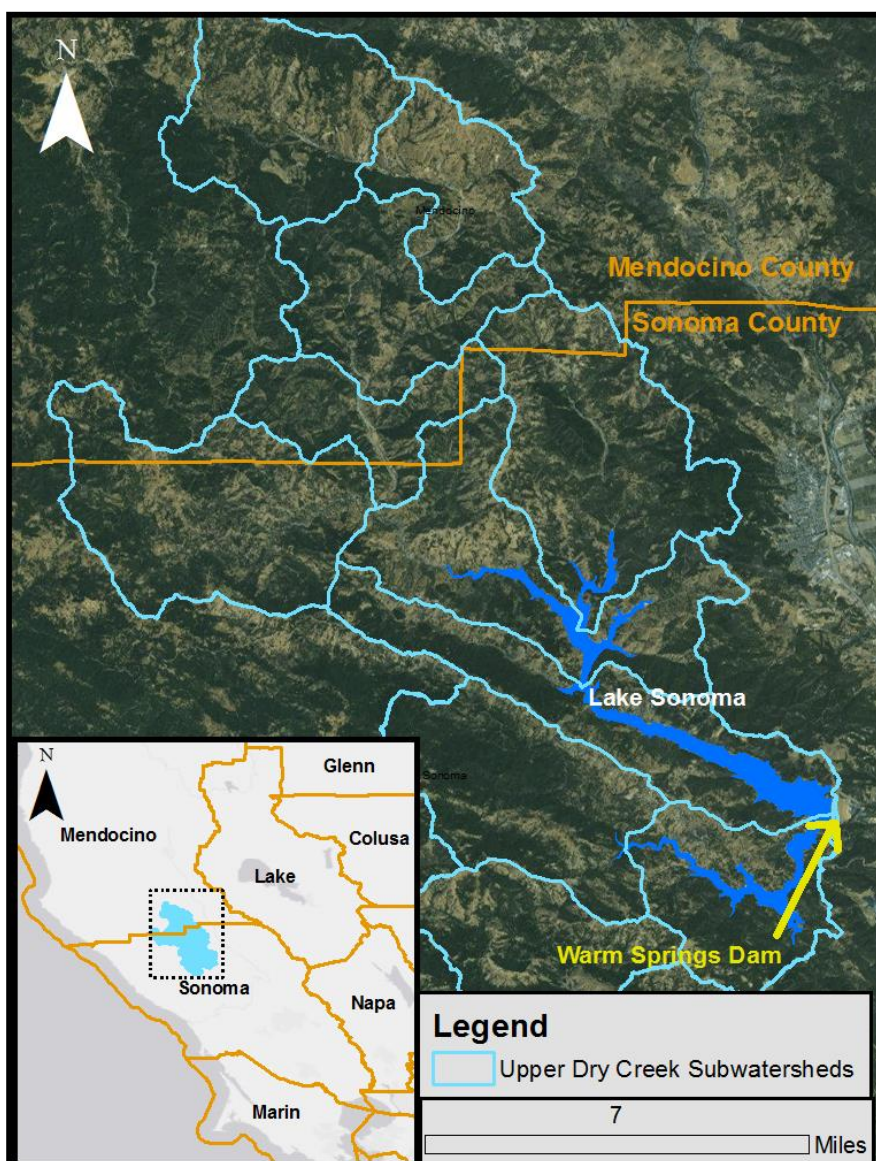 N
Mendocino
Mendocino County
Sonoma County
Lake Sonoma
Sonoma
Warm Springs Dam
N
Glenn
Mendocino
Colusa
Lake
Sonoma
Napa
Marin
Legend
Upper Dry Creek Subwatersheds
7
Miles